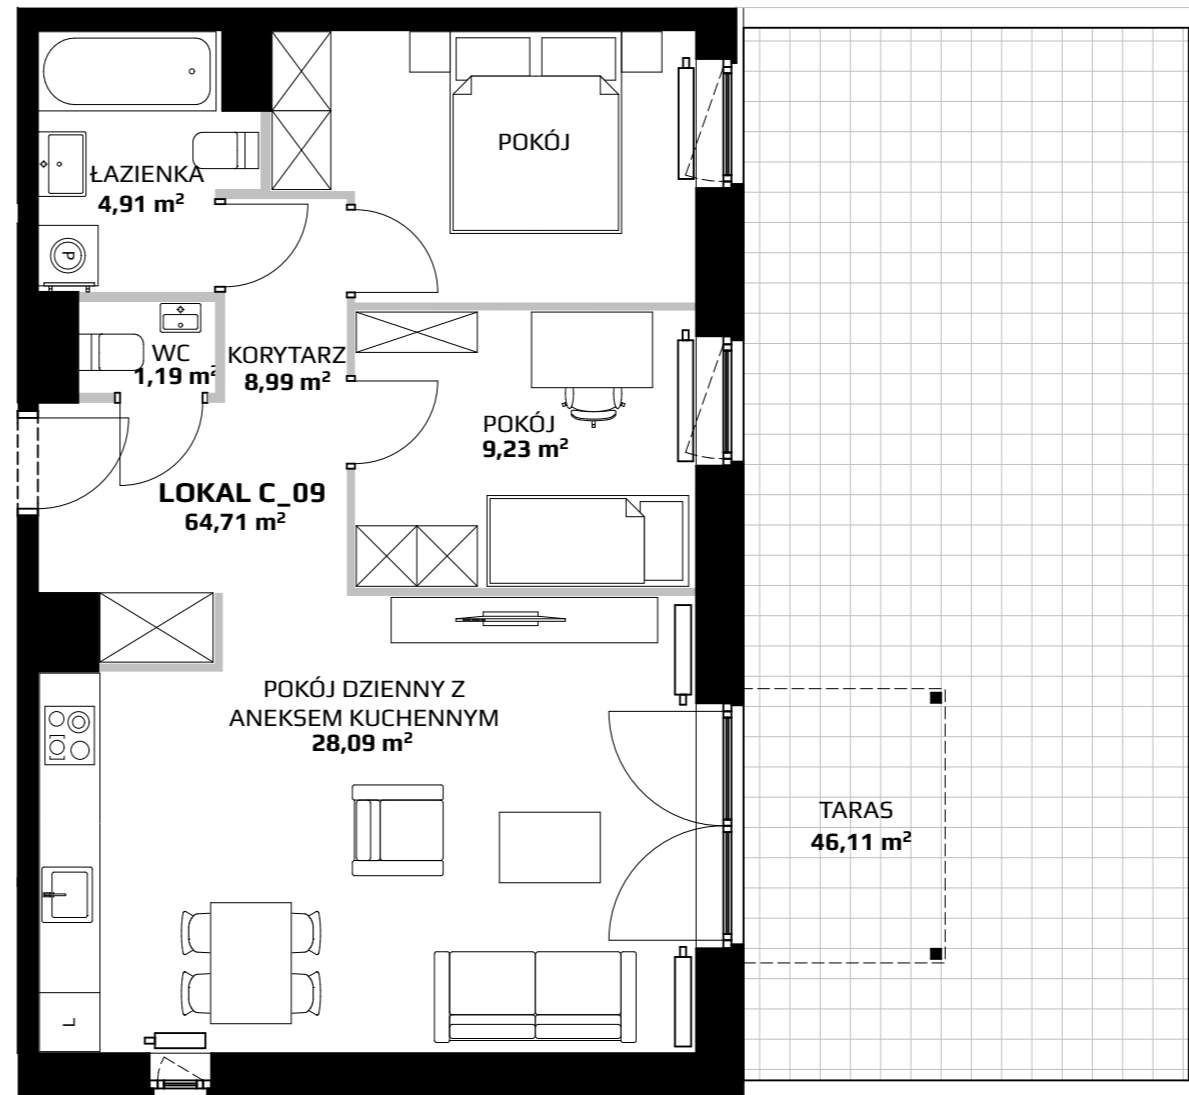 POKÓJ
ŁAZIENKA
4,91 m²
P
WC
1,19 m²
KORYTARZ
8,99 m²
POKÓJ
9,23 m²
LOKAL C_09
64,71 m²
POKÓJ DZIENNY Z
ANEKSEM KUCHENNYM
28,09 m²
TARAS
46,11 m²
L